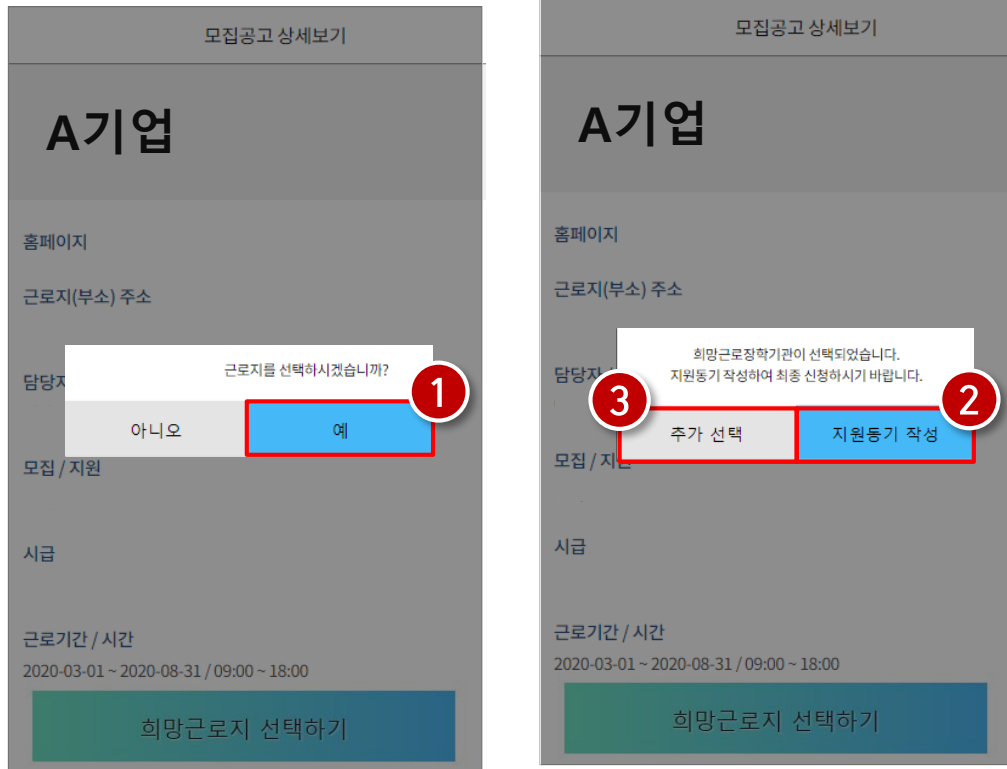 모집공고 상세보기
A기업
홈페이지
근로지(부소) 주소
근로지를 선택하시겠습니까?
담당자
1
아니오
예
모집 / 지원
시급
근로기간 / 시간
2020-03-01 ~ 2020-08-31 / 09:00 ~ 18:00
희망근로지 선택하기
모집공고 상세보기
A기업
홈페이지
근로지(부소) 주소
희망근로장학기관이 선택되었습니다.
지원동기 작성하여 최종 신청하시기 바랍니다.
담당자
3
2
추가 선택
지원동기 작성
모집 / 지원
시급
근로기간 / 시간
2020-03-01 ~ 2020-08-31 / 09:00 ~ 18:00
희망근로지 선택하기